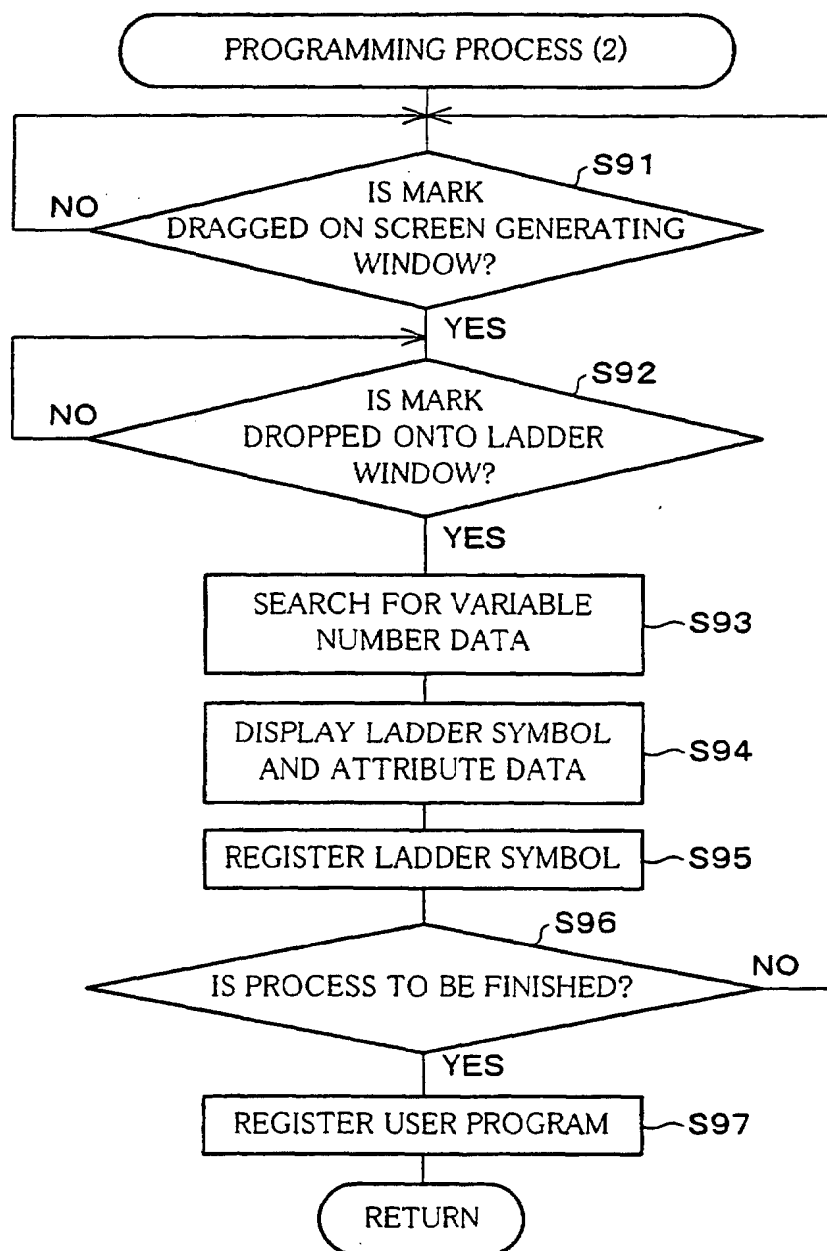 PROGRAMMING PROCESS (2)
S91
IS MARK
NO
DRAGGED ON SCREEN GENERATING
WINDOW?
YES
S92
IS MARK
NO
DROPPED ONTO LADDER
WINDOW?
YES
SEARCH FOR VARIABLE
NUMBER DATA
S93
DISPLAY LADDER SYMBOL
AND ATTRIBUTE DATA
S94
REGISTER LADDER SYMBOL
S95
S96
IS PROCESS TO BE FINISHED?
NO
YES
REGISTER USER PROGRAM
S97
RETURN